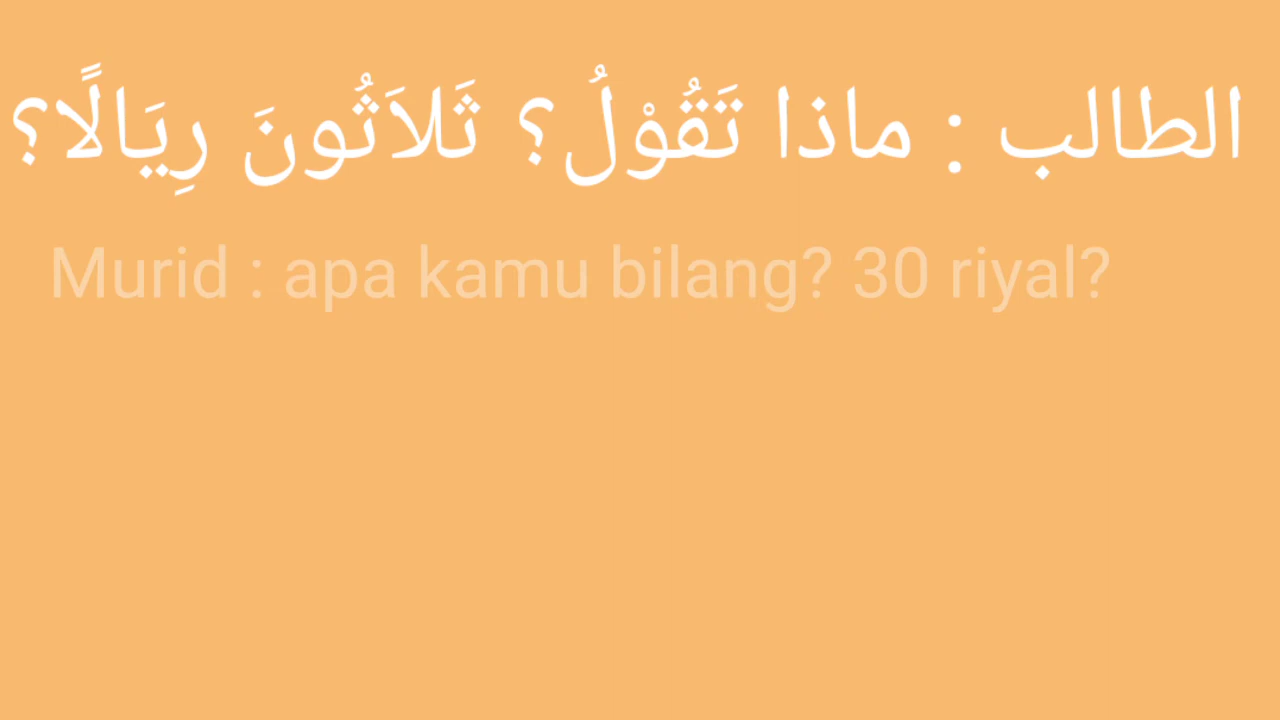 الطالب : ماذا تَقُوْلُ؟ ثَلاَثُونَ رِيَالًا؟
Murid : apa kamu bilang? 30 riyal?